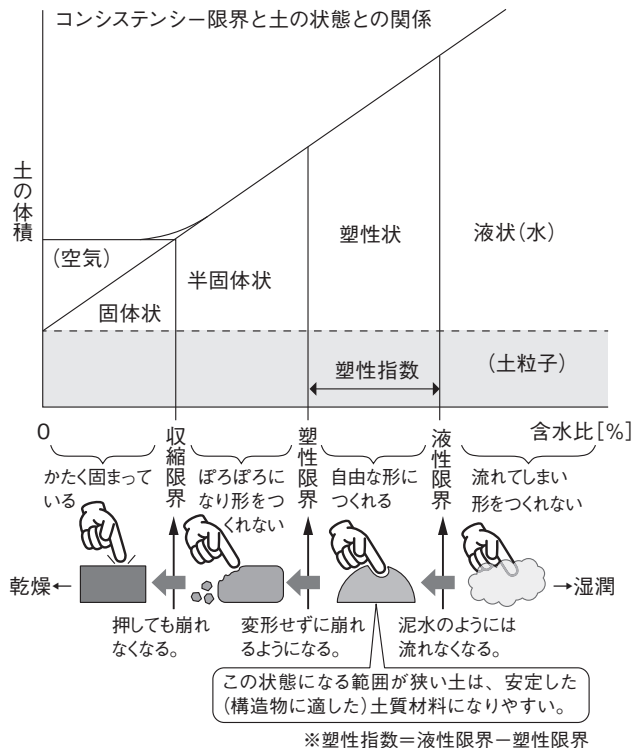 コンシステンシー限界と土の状態との関係
土の体積
(空気)
固体状
半固体状
塑性状
液状(水)
塑性指数
(土粒子)
0
収縮限界
塑性限界
液性限界
含水比[%]
かたく固まって
いる
ぽろぽろに
なり形をつ
くれない
自由な形に
つくれる
流れてしまい
形をつくれない
乾燥←
→湿潤
押しても崩れ
なくなる。
変形せずに崩れ
るようになる。
泥水のようには
流れなくなる。
この状態になる範囲が狭い土は、安定した
(構造物に適した)土質材料になりやすい。
※塑性指数=液性限界-塑性限界